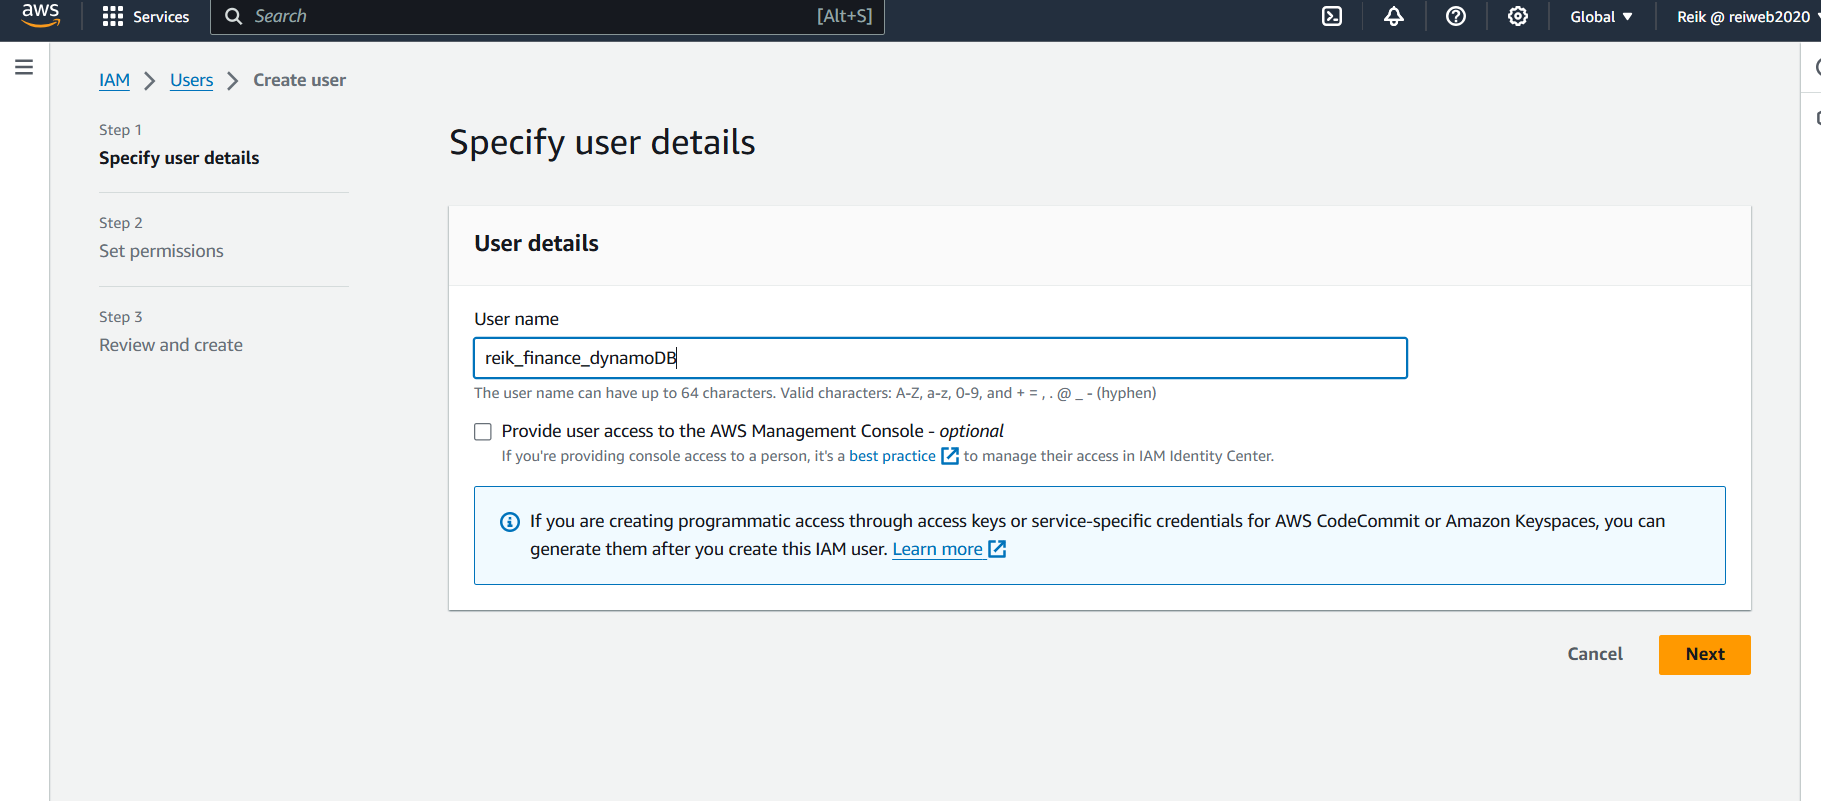 aws
Services
Search
[Alt+S]
Global
Reik @ reiweb2020
IAM
Users
Create user
Step 1
Specify user details
Step 2
Set permissions
Step 3
Review and create
Specify user details
User details
User name
reik_finance_dynamoDB
The user name can have up to 64 characters. Valid characters: A-Z, a-z, 0-9, and + = , . @ _ - (hyphen)
Provide user access to the AWS Management Console - optional
If you're providing console access to a person, it's a best practice to manage their access in IAM Identity Center.
If you are creating programmatic access through access keys or service-specific credentials for AWS CodeCommit or Amazon Keyspaces, you can
generate them after you create this IAM user. Learn more
Cancel
Next